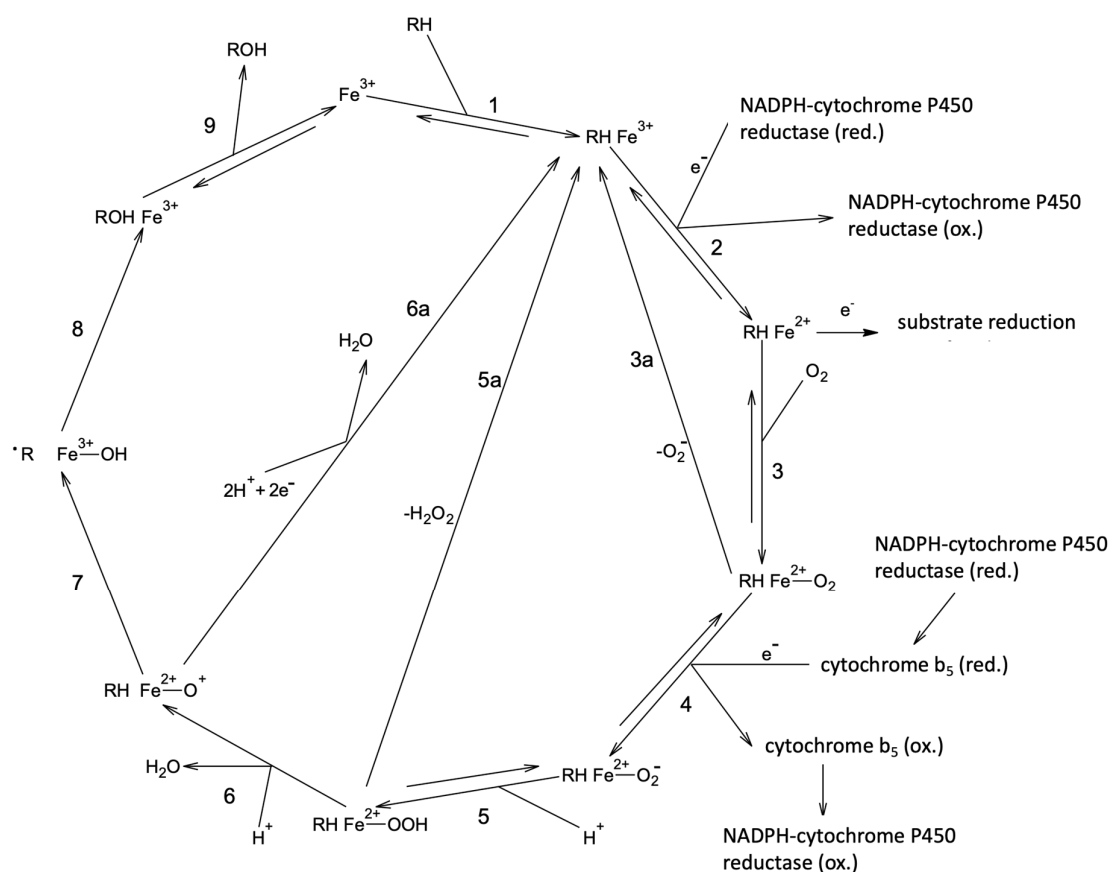 RH
ROH
Fe3+
1
9
NADPH-cytochrome P450
reductase (red.)
RH Fe3+
e-
ROH Fe3+
NADPH-cytochrome P450
reductase (ox.)
2
8
6a
H2O
5a
3a
RH Fe2+
e-
substrate reduction
O2
• R Fe3+—OH
-O2-
3
2H+ + 2e-
-H2O2
NADPH-cytochrome P450
reductase (red.)
7
RH Fe2+—O2
e-
cytochrome b5 (red.)
RH Fe2+—O+
4
cytochrome b5 (ox.)
H2O
RH Fe2+—O2-
6
H+
RH Fe2+—OOH
5
H+
NADPH-cytochrome P450
reductase (ox.)